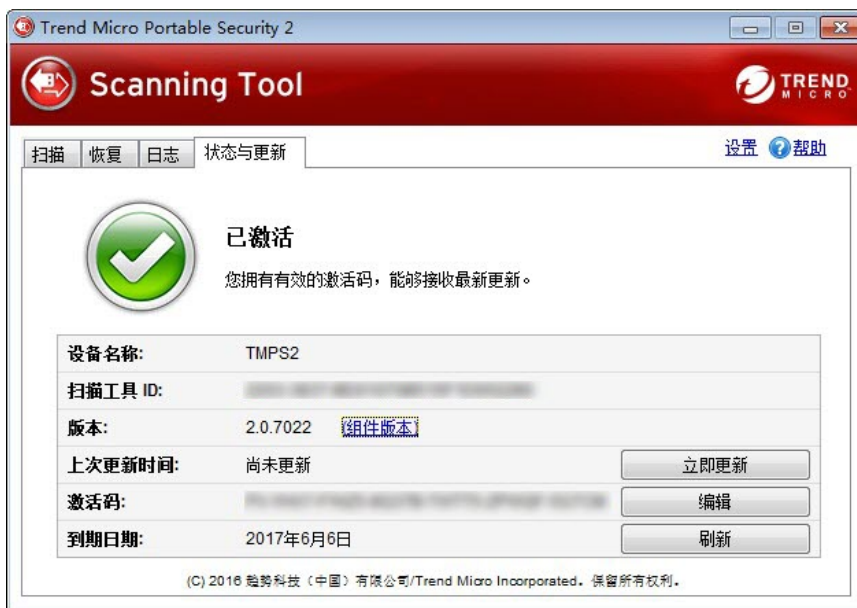 Trend Micro Portable Security 2
Scanning Tool
TREND
MICRO
扫描 恢复 日志 状态与更新 设置 帮助
已激活
您拥有有效的激活码，能够接收最新更新。
设备名称: TMPS2
扫描工具 ID:
版本: 2.0.7022 (组件版本)
上次更新时间: 尚未更新 立即更新
激活码: 编辑
到期日期: 2017年6月6日 刷新
(C) 2016 趋势科技（中国）有限公司/Trend Micro Incorporated。保留所有权利。